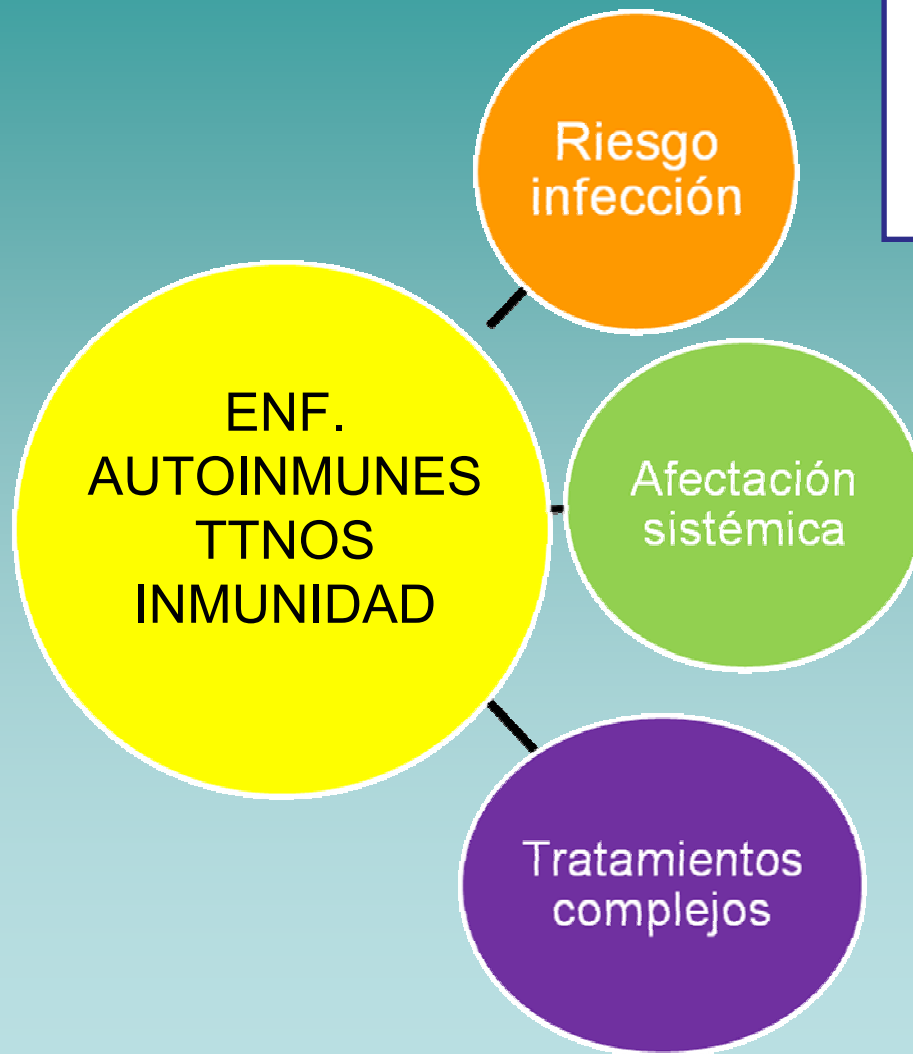 Riesgo
infección
ENF.
AUTOINMUNES
TTNOS
INMUNIDAD
Afectación
sistémica
Tratamientos
complejos